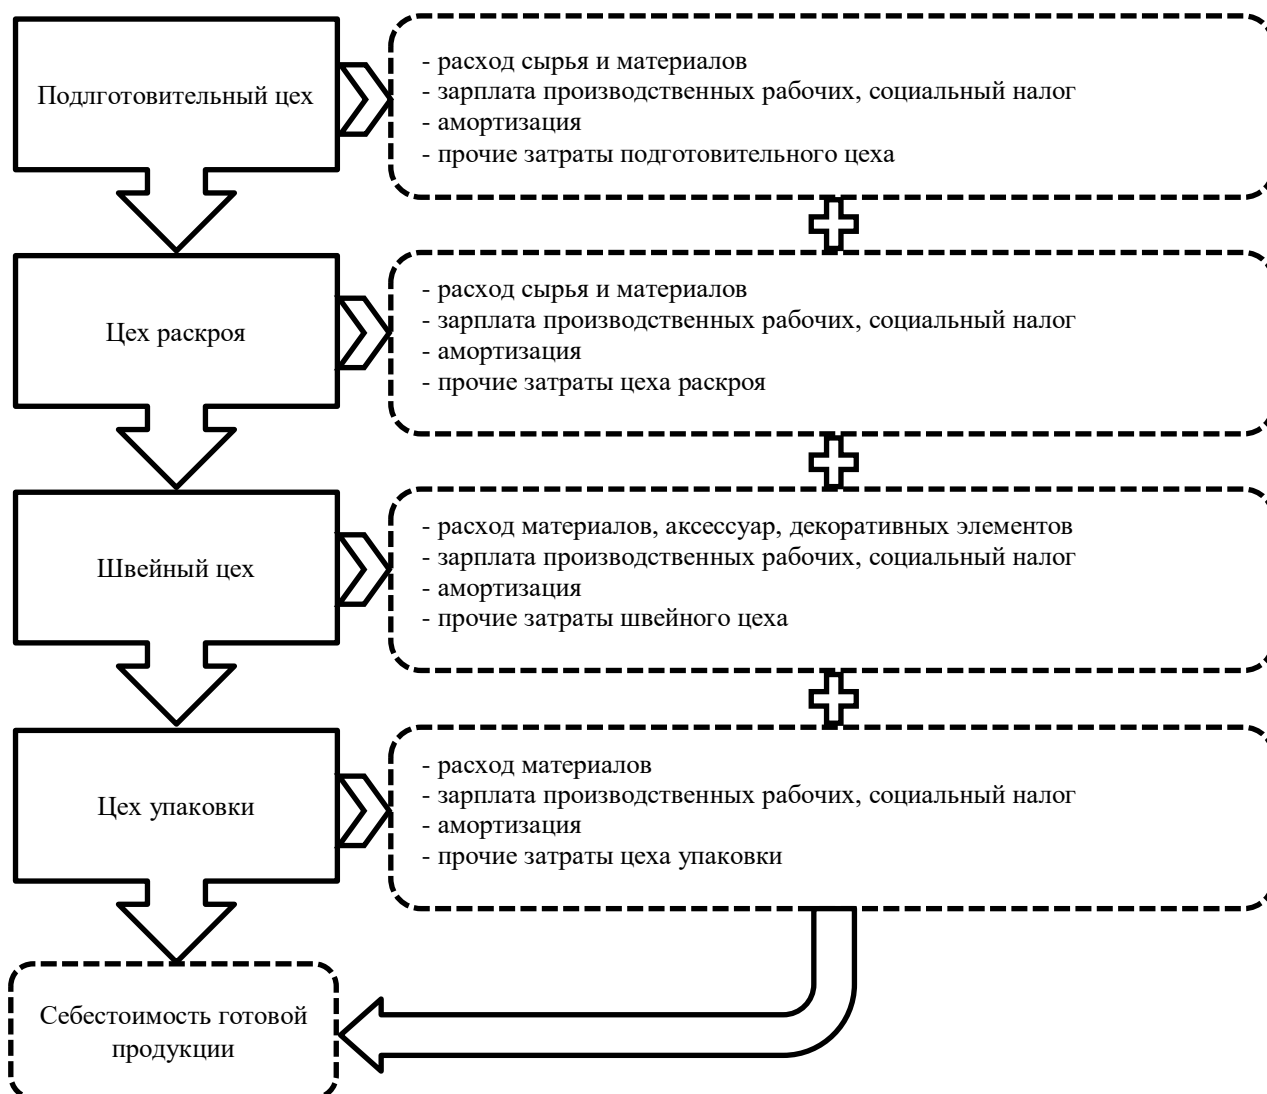 Подлготовительный цех
- расход сырья и материалов
- зарплата производственных рабочих, социальный налог
- амортизация
- прочие затраты подготовительного цеха
Цех раскроя
- расход сырья и материалов
- зарплата производственных рабочих, социальный налог
- амортизация
- прочие затраты цеха раскроя
Швейный цех
- расход материалов, аксессуар, декоративных элементов
- зарплата производственных рабочих, социальный налог
- амортизация
- прочие затраты швейного цеха
Цех упаковки
- расход материалов
- зарплата производственных рабочих, социальный налог
- амортизация
- прочие затраты цеха упаковки
Себестоимость готовой
продукции